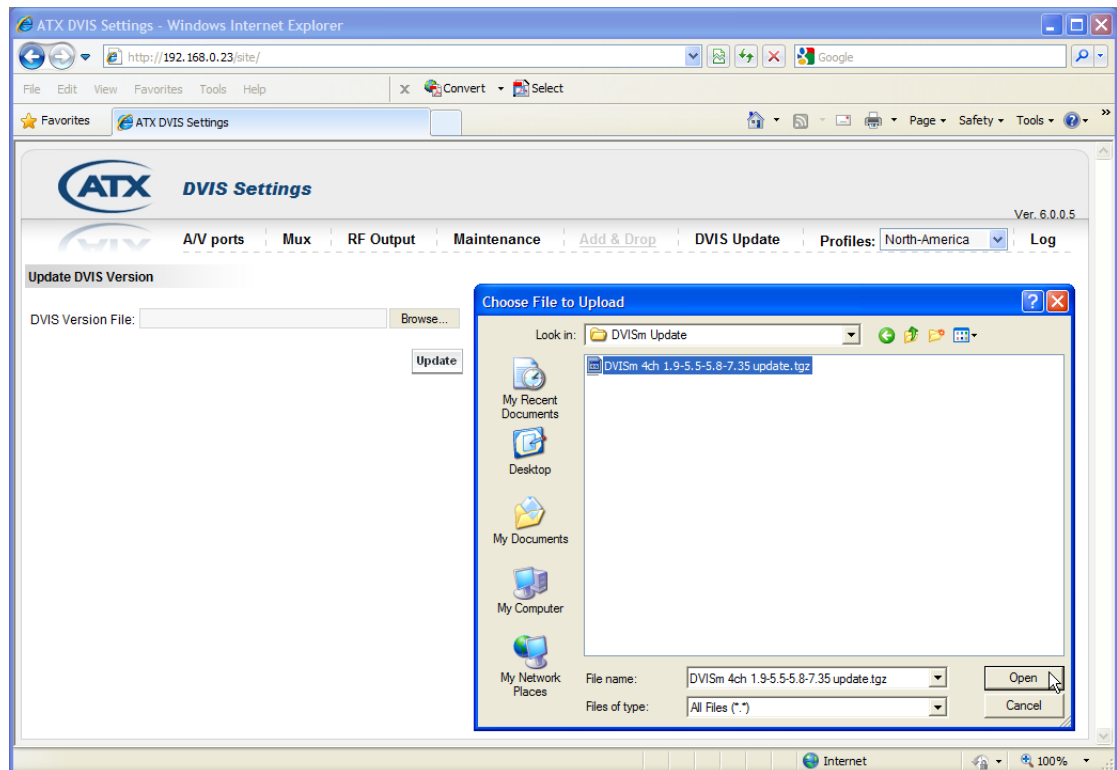 ATX DVIS Settings - Windows Internet Explorer
http://192.168.0.23/site/
Google
File Edit View Favorites Tools Help
x Convert Select
Favorites
ATX DVIS Settings
Page Safety Tools »
ATX
DVIS Settings
Ver. 6.0.0.5
A/V ports Mux RF Output Maintenance Add & Drop DVIS Update Profiles: North-America Log
Update DVIS Version
DVIS Version File:
Browse...
Update
Choose File to Upload
Look in: DVISm Update
DVISm 4ch 1.9-5.5-5.8-7.35 update.tgz
My Recent
Documents
Desktop
My Documents
My Computer
My Network
Places
File name: DVISm 4ch 1.9-5.5-5.8-7.35 update.tgz Open
Files of type: All Files (*.*) Cancel
Internet 100%